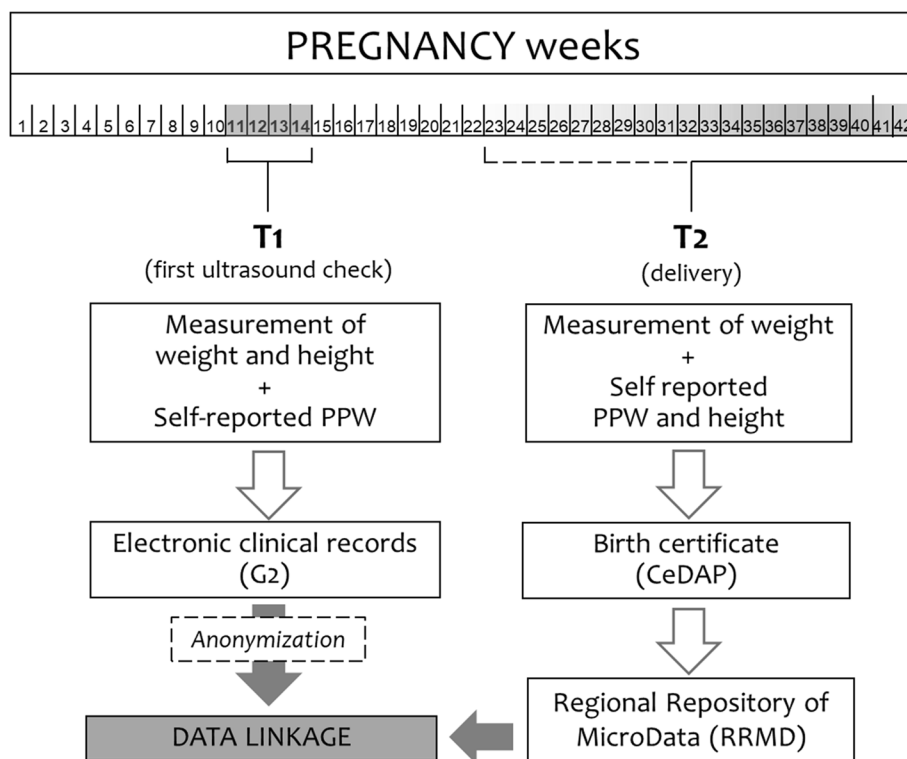 PREGNANCY weeks
1 2 3 4 5 6 7 8 9 10 11 12 13 14 15 16 17 18 19 20 21 22 23 24 25 26 27 28 29 30 31 32 33 34 35 36 37 38 39 40 41 42
T1
(first ultrasound check)
Measurement of
weight and height
+
Self-reported PPW
Electronic clinical records
(G2)
Anonymization
DATA LINKAGE
T2
(delivery)
Measurement of weight
+
Self reported
PPW and height
Birth certificate
(CeDAP)
Regional Repository of
MicroData (RRMD)